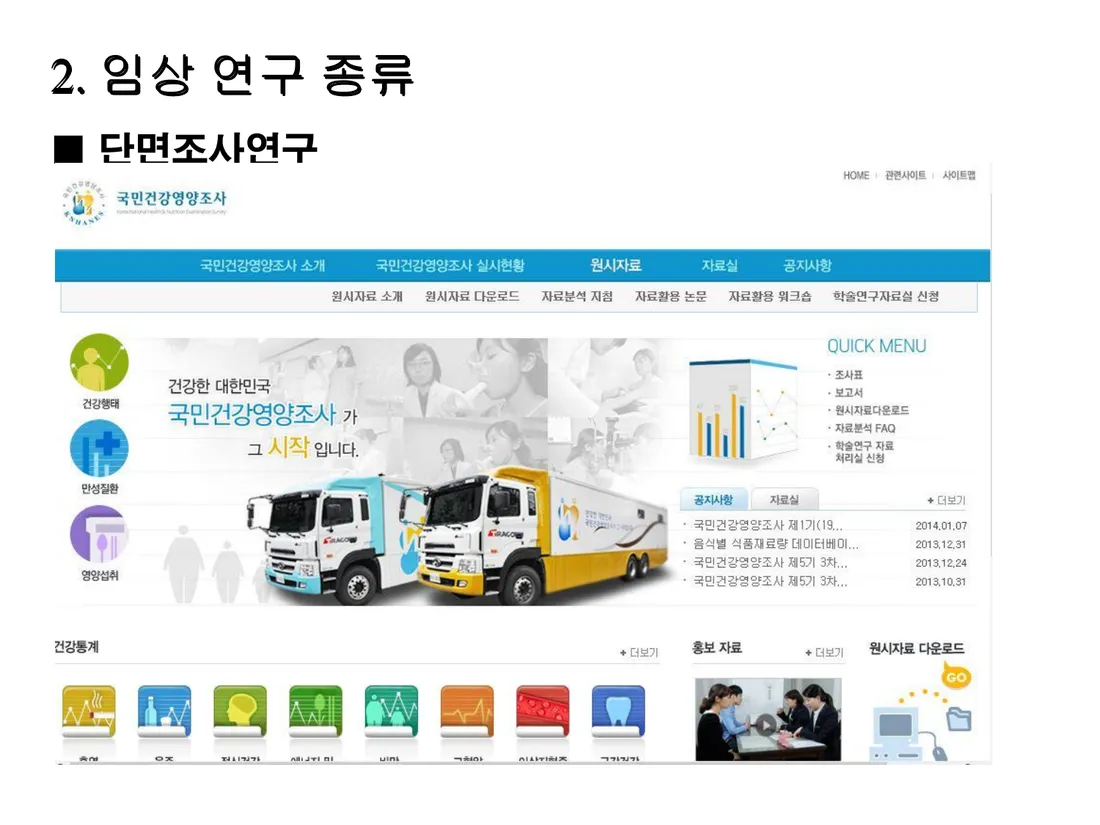 2. 임상 연구 종류
■ 단면조사연구
국민건강영양조사
KNHANES
HOME 관련사이트 사이트맵
국민건강영양조사 소개 국민건강영양조사 실시현황 원시자료 자료실 공지사항
원시자료 소개 원시자료 다운로드 자료분석 지침 자료활용 논문 자료활용 워크숍 학술연구자료실 신청
건강행태
만성질환
영양섭취
건강한 대한민국
국민건강영양조사 가
그 시작 입니다.
QUICK MENU
· 조사표
· 보고서
· 원시자료다운로드
· 자료분석 FAQ
· 학술연구 자료
처리실 신청
공지사항 자료실 + 더보기
· 국민건강영양조사 제1기(19... 2014,01,07
· 음식별 식품재료량 데이터베이... 2013,12,31
· 국민건강영양조사 제5기 3차... 2013,12,24
· 국민건강영양조사 제5기 3차... 2013,10,31
건강통계 + 더보기
홍보 자료 + 더보기
원시자료 다운로드
GO